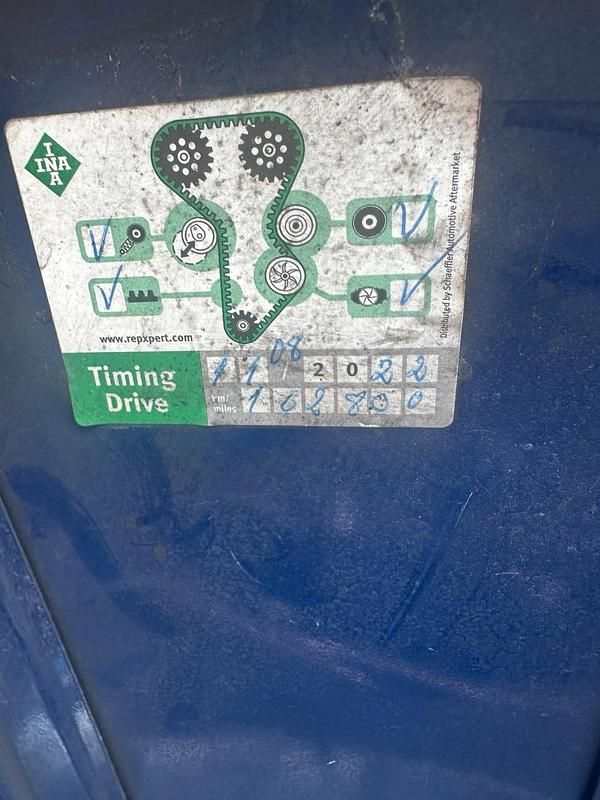 I
INA
A
Distributed by Schaeffler Automotive Aftermarket
www.repxpert.com
Timing
Drive
11 08 / 2022
km/
miles
162800